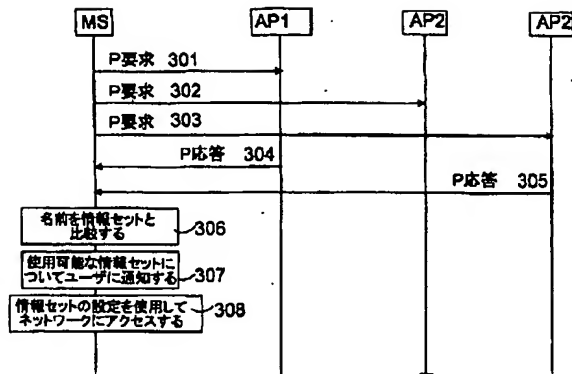 MS AP1 AP2 AP2
P要求 301
P要求 302
P要求 303
P応答 304
P応答 305
名前を情報セットと
比較する
306
使用可能な情報セットに
ついてユーザに通知する
307
情報セットの設定を使用して
ネットワークにアクセスする
308